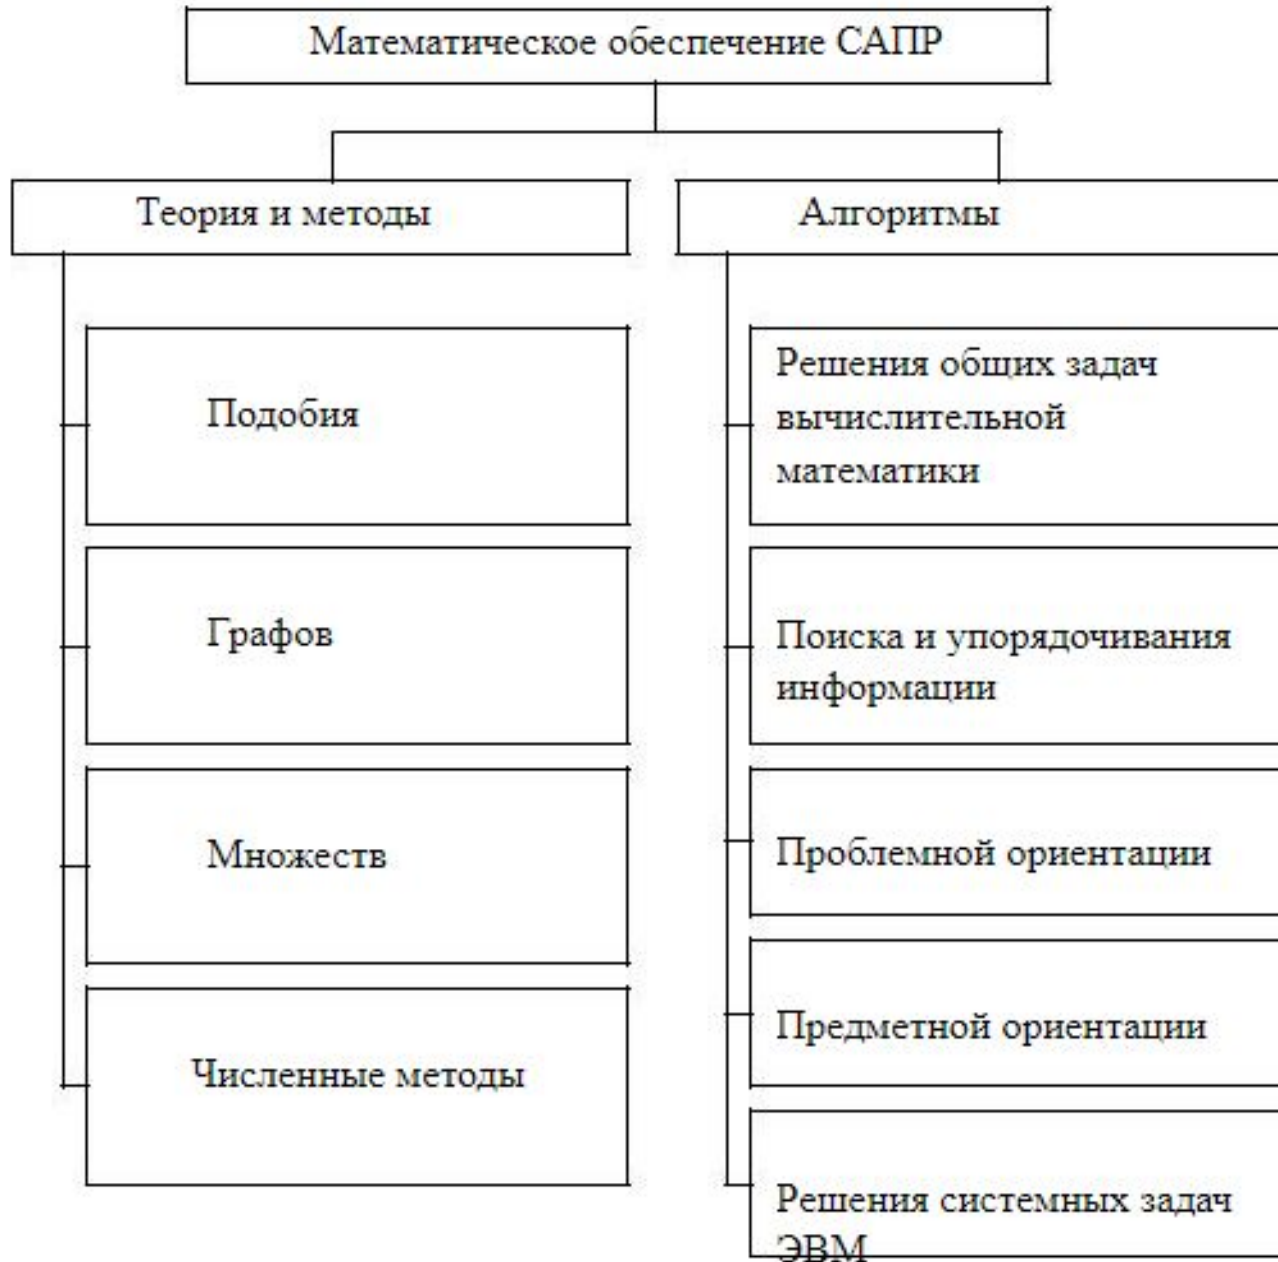 Математическое обеспечение САПР
Теория и методы
Подобия
Графов
Множеств
Численные методы
Алгоритмы
Решения общих задач
вычислительной
математики
Поиска и упорядочивания
информации
Проблемной ориентации
Предметной ориентации
Решения системных задач
ЭВМ